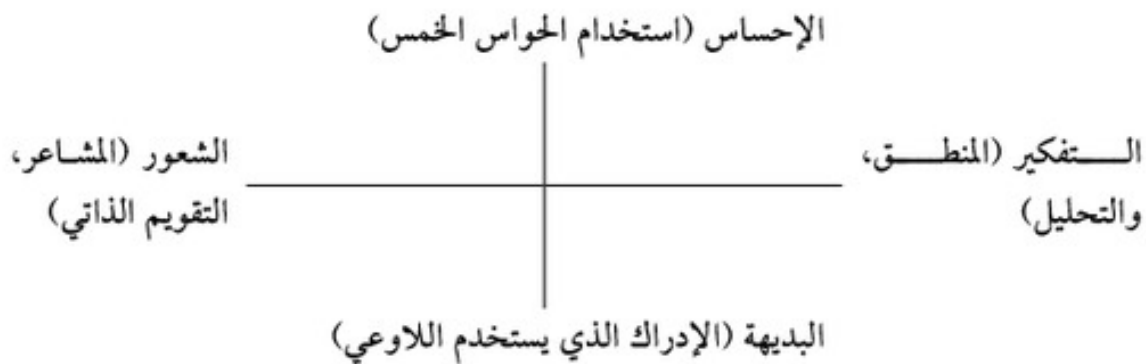 الإحساس (استخدام الحواس الخمس)
التفكير (المنطق،
والتحليل)
الشعور (المشاعر،
التقويم الذاتي)
البديهة (الإدراك الذي يستخدم اللاوعي)